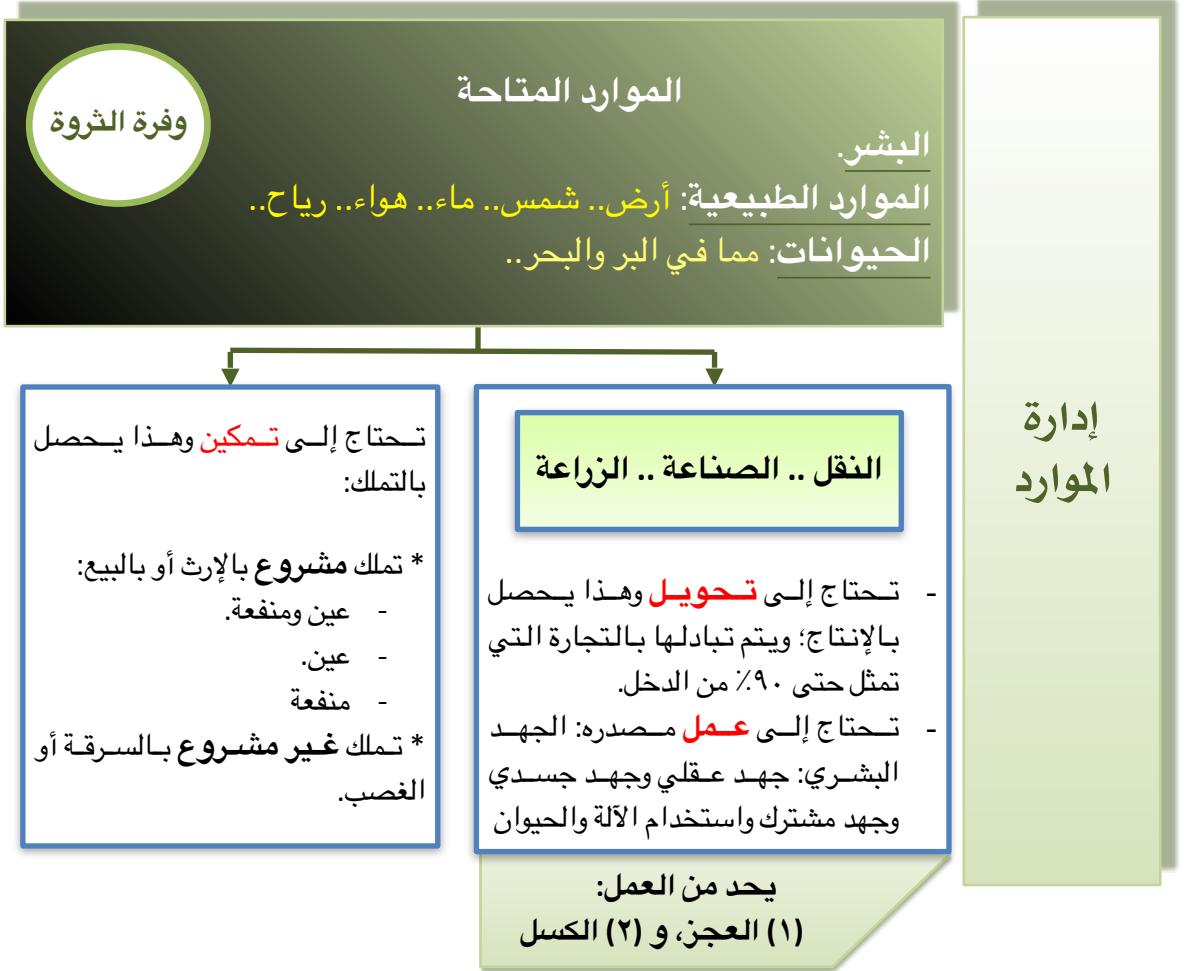 إدارة
الموارد
الموارد المتاحة
وفرة الثروة
البشر.
الموارد الطبيعية: أرض.. شمس.. ماء.. هواء.. رياح..
الحيوانات: مما في البر والبحر..
النقل .. الصناعة .. الزراعة
- تحتاج إلى تحويل وهذا يحصل
بالإنتاج؛ ويتم تبادلها بالتجارة التي
تمثل حتى ٩٠٪ من الدخل.
- تحتاج إلى عمل مصدره: الجهد
البشري: جهد عقلي وجهد جسدي
وجهد مشترك واستخدام الآلة والحيوان
يحد من العمل:
(١) العجز، و (٢) الكسل
تحتاج إلى تمكين وهذا يحصل
بالتملك:
* تملك مشروع بالإرث أو بالبيع:
- عين ومنفعة.
- عين.
- منفعة
* تملك غير مشروع بالسرقة أو
الغصب.